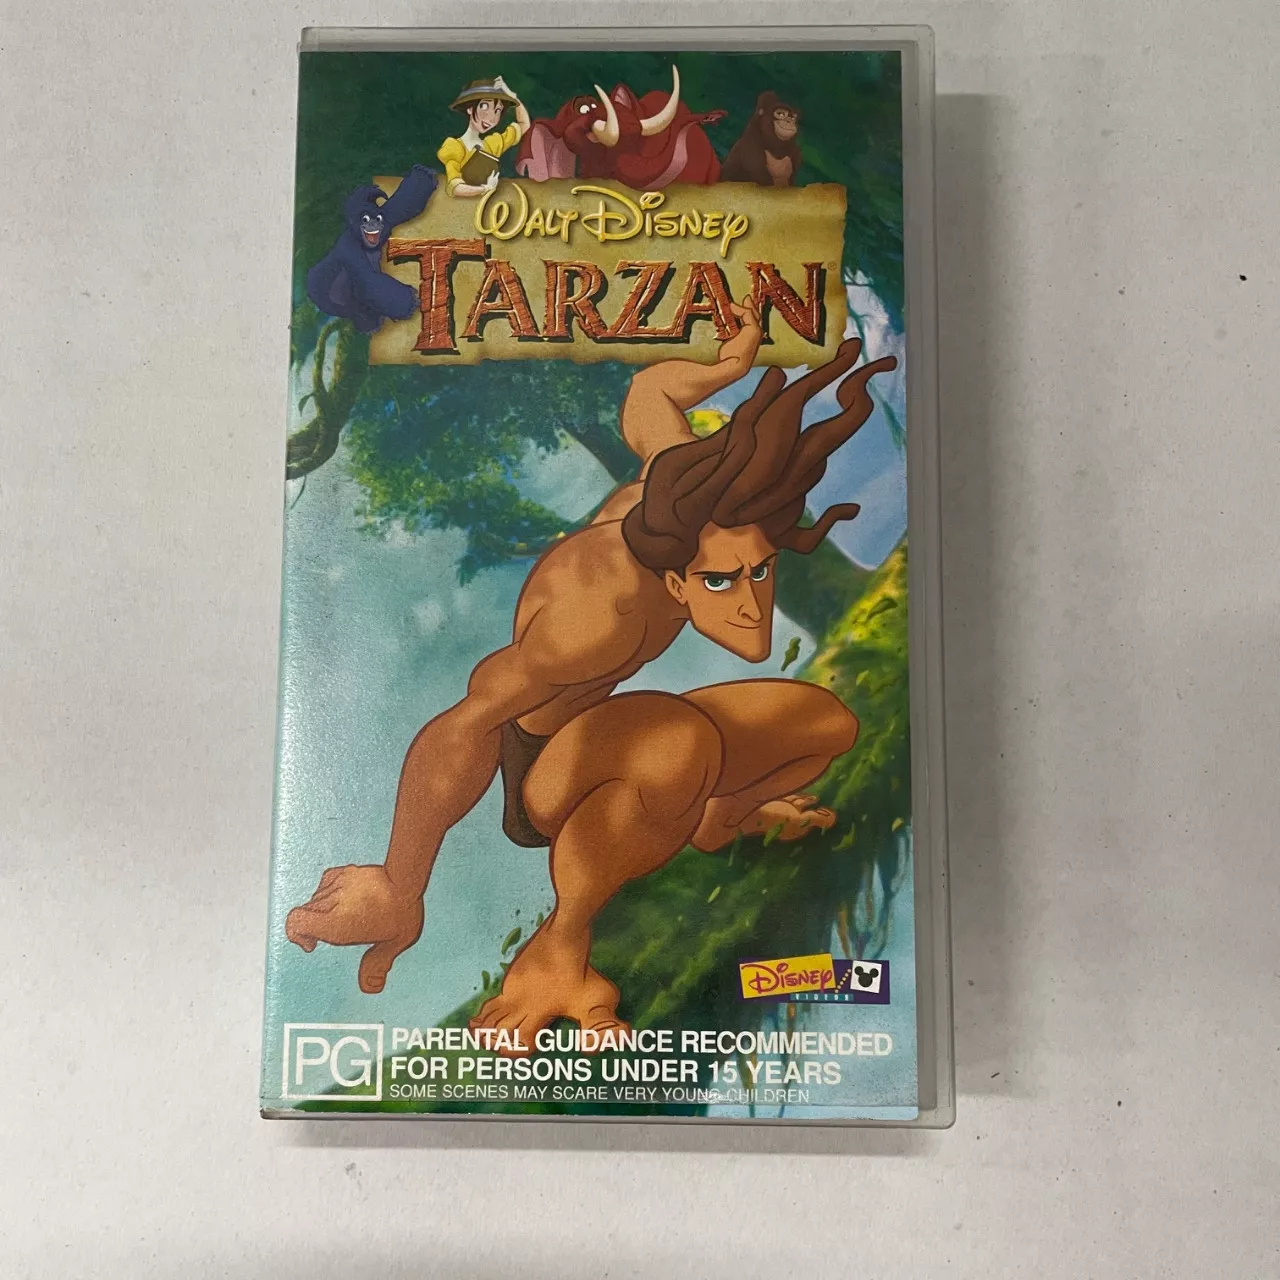 WALT DISNEY
TARZAN®
DISNEY
VIDEOS
PG
PARENTAL GUIDANCE RECOMMENDED
FOR PERSONS UNDER 15 YEARS
SOME SCENES MAY SCARE VERY YOUNG CHILDREN